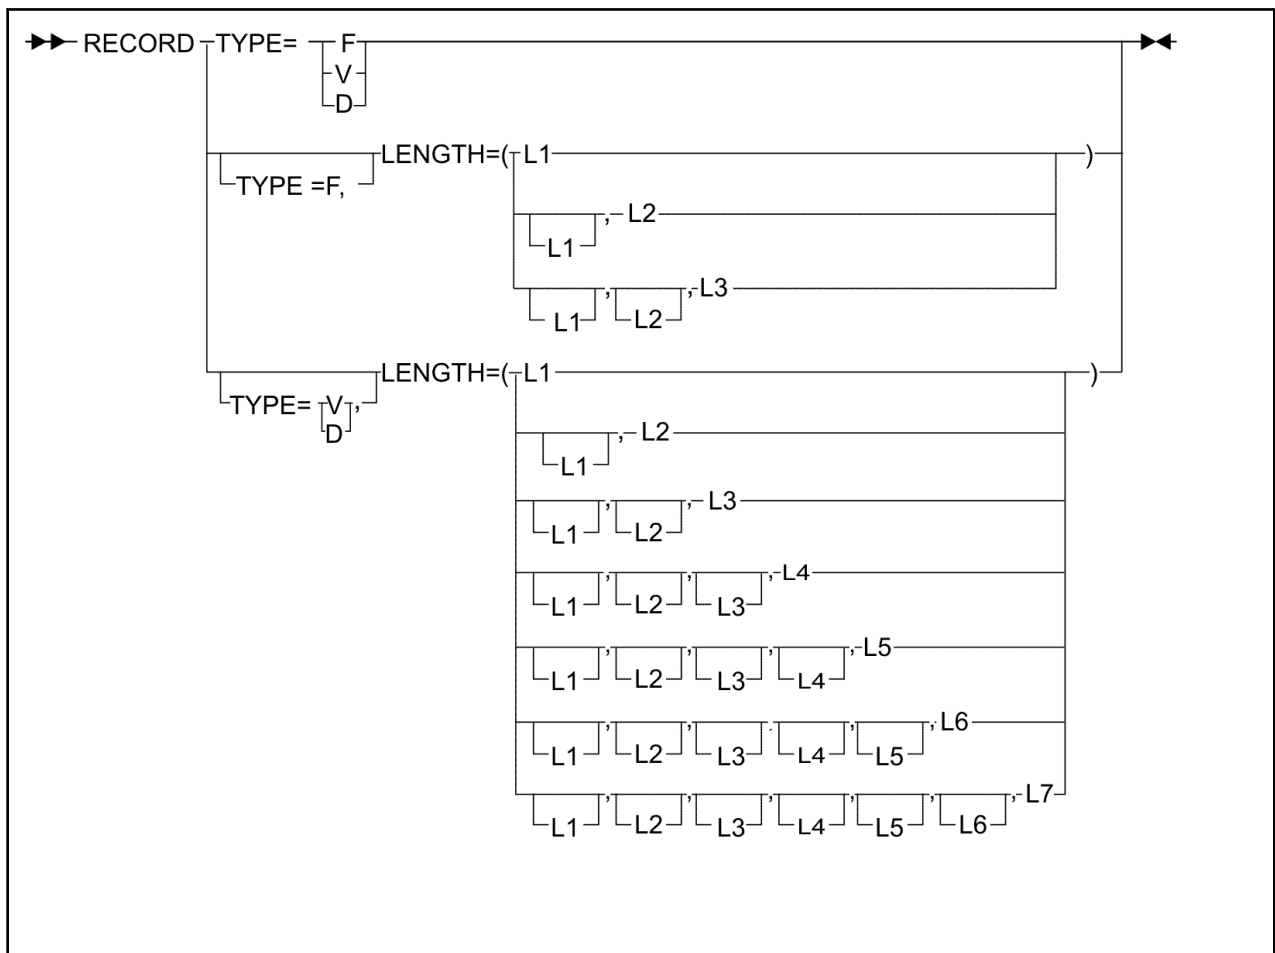 RECORD TYPE= F
V
D
LENGTH=( L1 )
TYPE =F,
, L2
L1
, , L3
L1 L2
LENGTH=( L1 )
TYPE= V ,
D
, L2
L1
, , L3
L1 L2
, , , L4
L1 L2 L3
, , , , L5
L1 L2 L3 L4
, , , , , L6
L1 L2 L3 L4 L5
, , , , , , L7
L1 L2 L3 L4 L5 L6